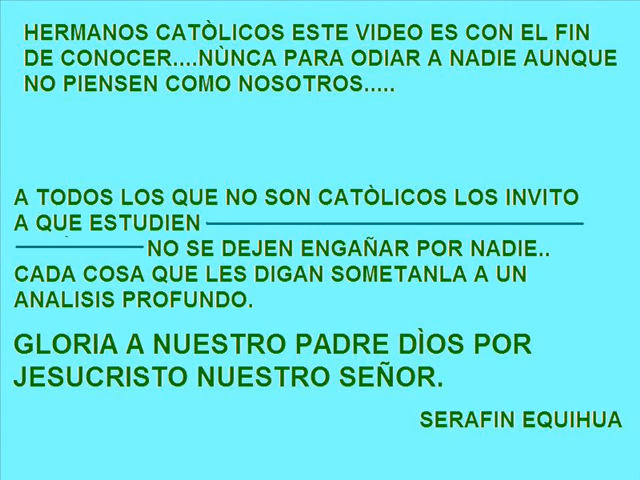 HERMANOS CATÒLICOS ESTE VIDEO ES CON EL FIN
DE CONOCER....NÙNCA PARA ODIAR A NADIE AUNQUE
NO PIENSEN COMO NOSOTROS.....
A TODOS LOS QUE NO SON CATÒLICOS LOS INVITO
A QUE ESTUDIEN
NO SE DEJEN ENGAÑAR POR NADIE..
CADA COSA QUE LES DIGAN SOMETANLA A UN
ANALISIS PROFUNDO.
GLORIA A NUESTRO PADRE DÌOS POR
JESUCRISTO NUESTRO SEÑOR.
SERAFIN EQUIHUA